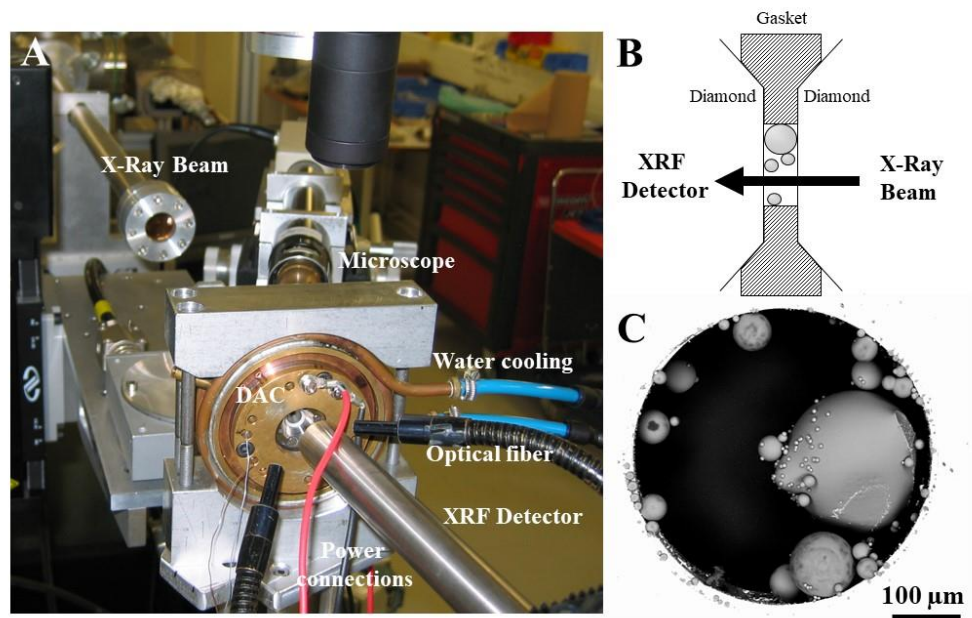 A
X-Ray Beam
Microscope
Water cooling
DAC
Optical fiber
XRF Detector
Power
connections
B
Gasket
Diamond
Diamond
XRF
Detector
X-Ray
Beam
C
100 µm